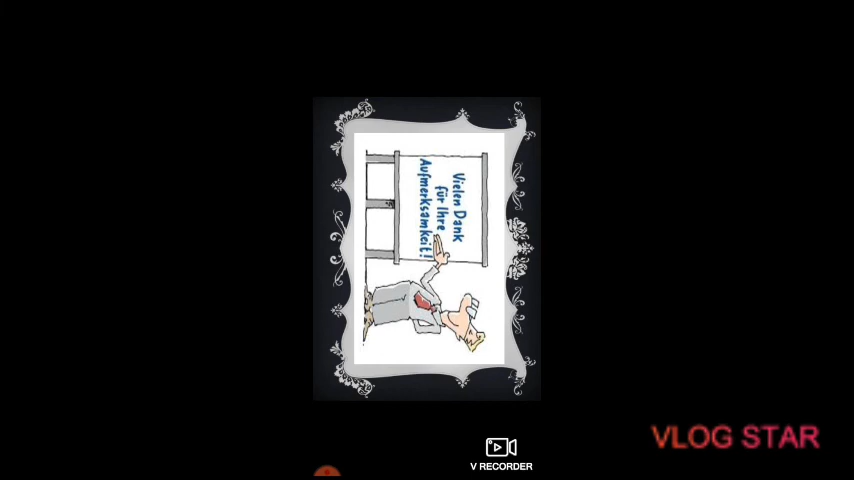 Vielen Dank
für Ihre
Aufmerksamkeit!
V RECORDER
VLOG STAR